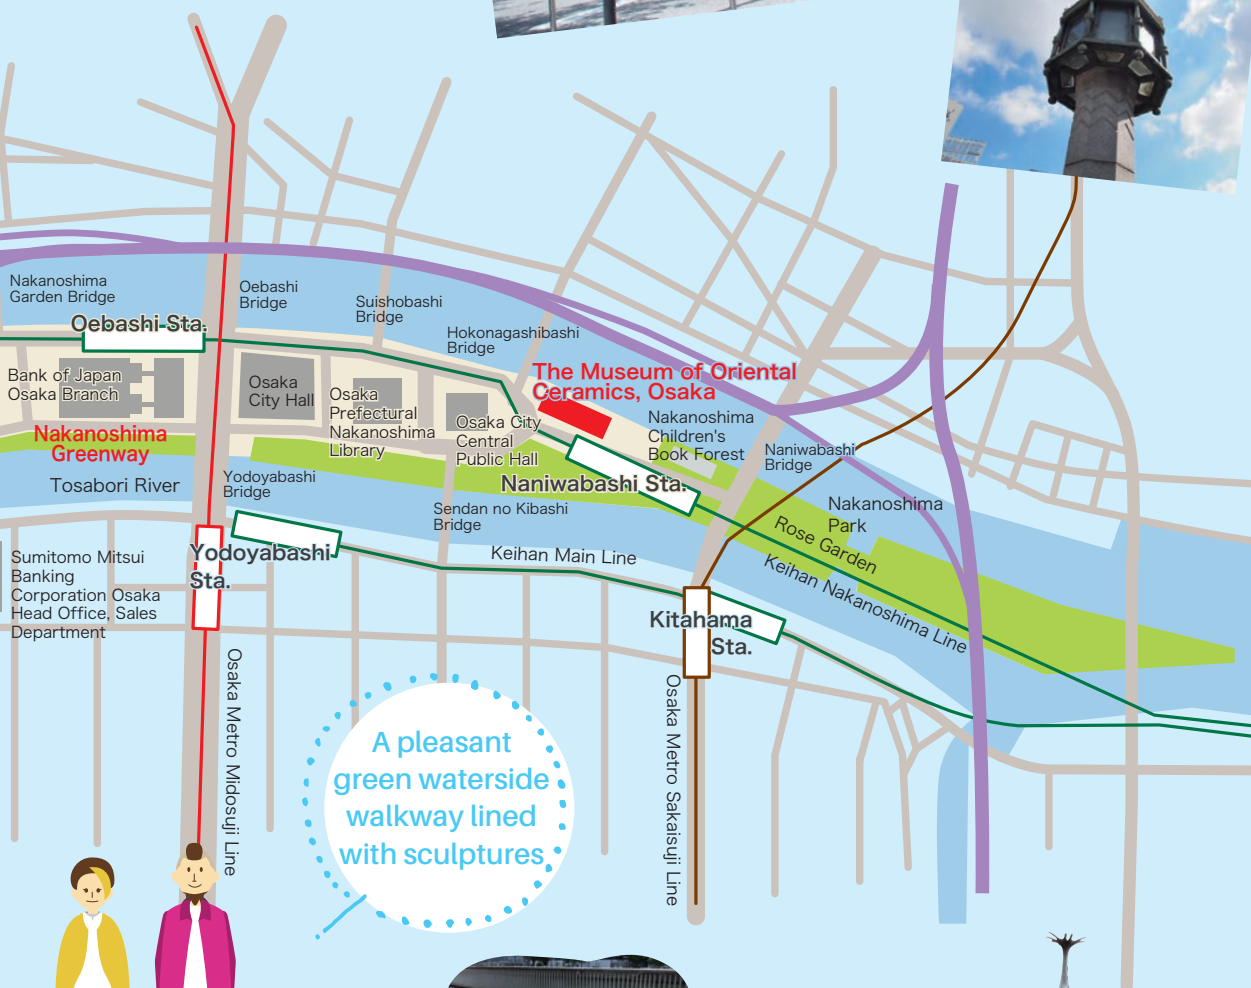 Nakanoshima
Garden Bridge
Oebashi Sta.
Oebashi
Bridge
Suishobashi
Bridge
Hokonagashibashi
Bridge
Bank of Japan
Osaka Branch
Osaka
City Hall
Osaka
Prefectural
Nakanoshima
Library
Osaka City
Central
Public Hall
The Museum of Oriental
Ceramics, Osaka
Nakanoshima
Children's
Book Forest
Naniwabashi
Bridge
Nakanoshima
Greenway
Tosabori River
Yodoyabashi
Bridge
Naniwabashi Sta.
Sendan no Kibashi
Bridge
Nakanoshima
Park
Rose Garden
Keihan Nakanoshima Line
Keihan Main Line
Sumitomo Mitsui
Banking
Corporation Osaka
Head Office, Sales
Department
Yodoyabashi
Sta.
Kitahama
Sta.
Osaka Metro Midosuji Line
Osaka Metro Sakaisuji Line
A pleasant
green waterside
walkway lined
with sculptures